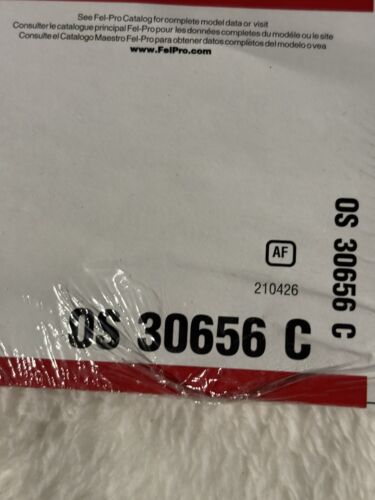 See Fel-Pro Catalog for complete model data or visit
Consulter le catalogue principal Fel-Pro pour les données completes du modéle ou le site
Consulte el Catalogo Maestro Fel-Pro para obtener datos completos del modelo o vea
www.FelPro.com
AF
210426
OS 30656 C
OS 30656 C